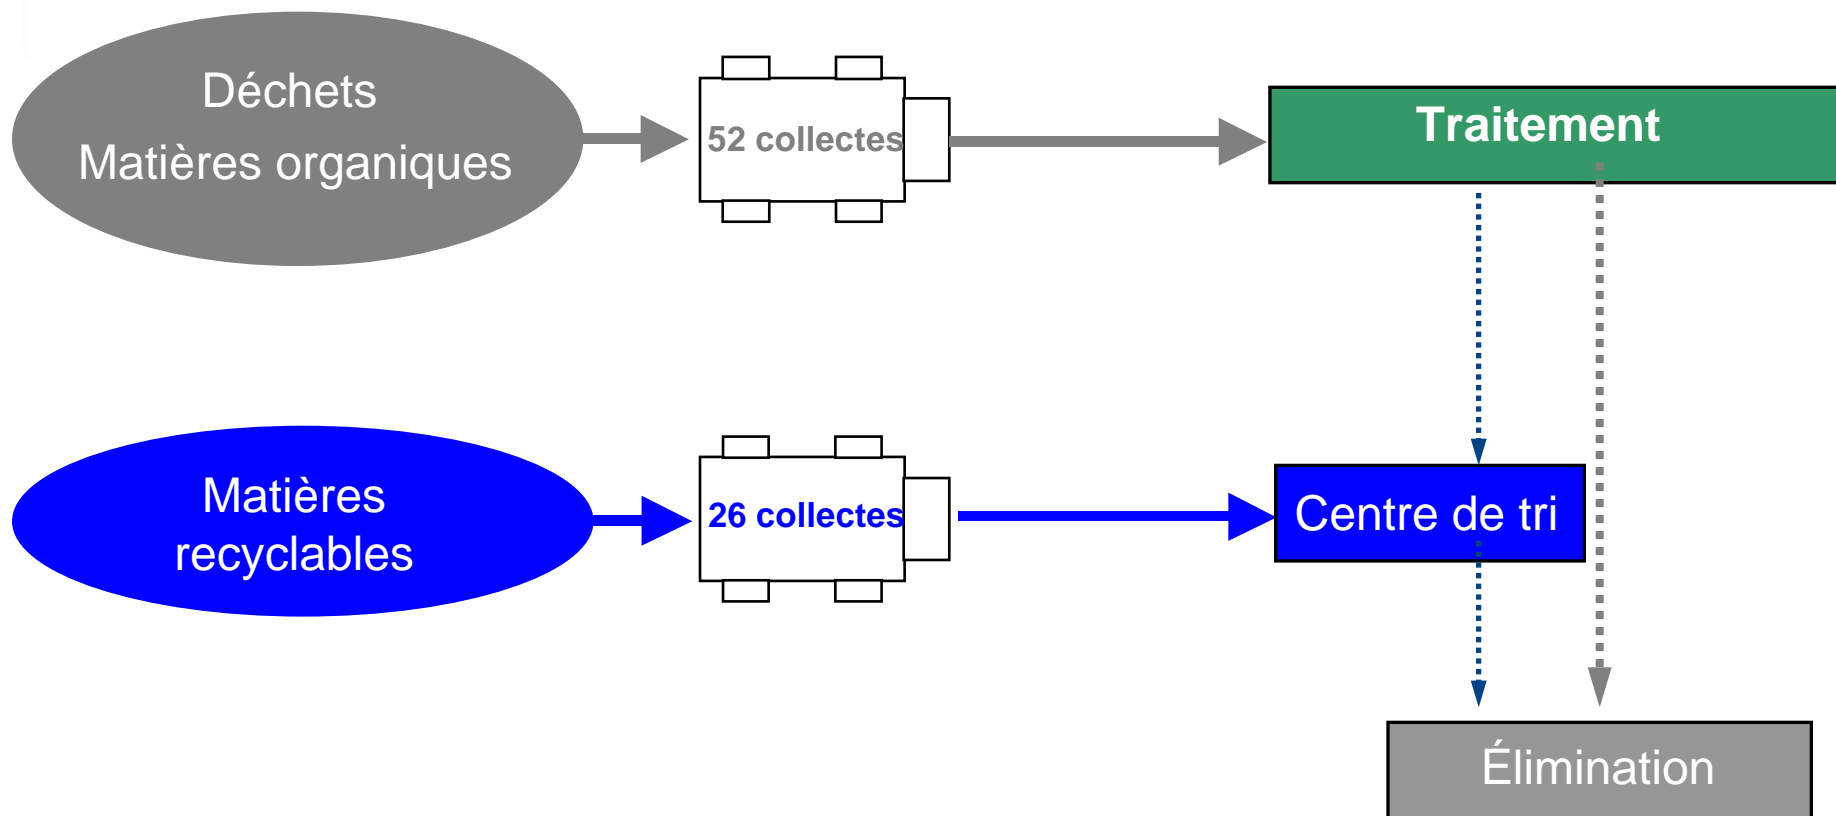 Déchets
Matières organiques
52 collectes
Traitement
Matières
recyclables
26 collectes
Centre de tri
Élimination